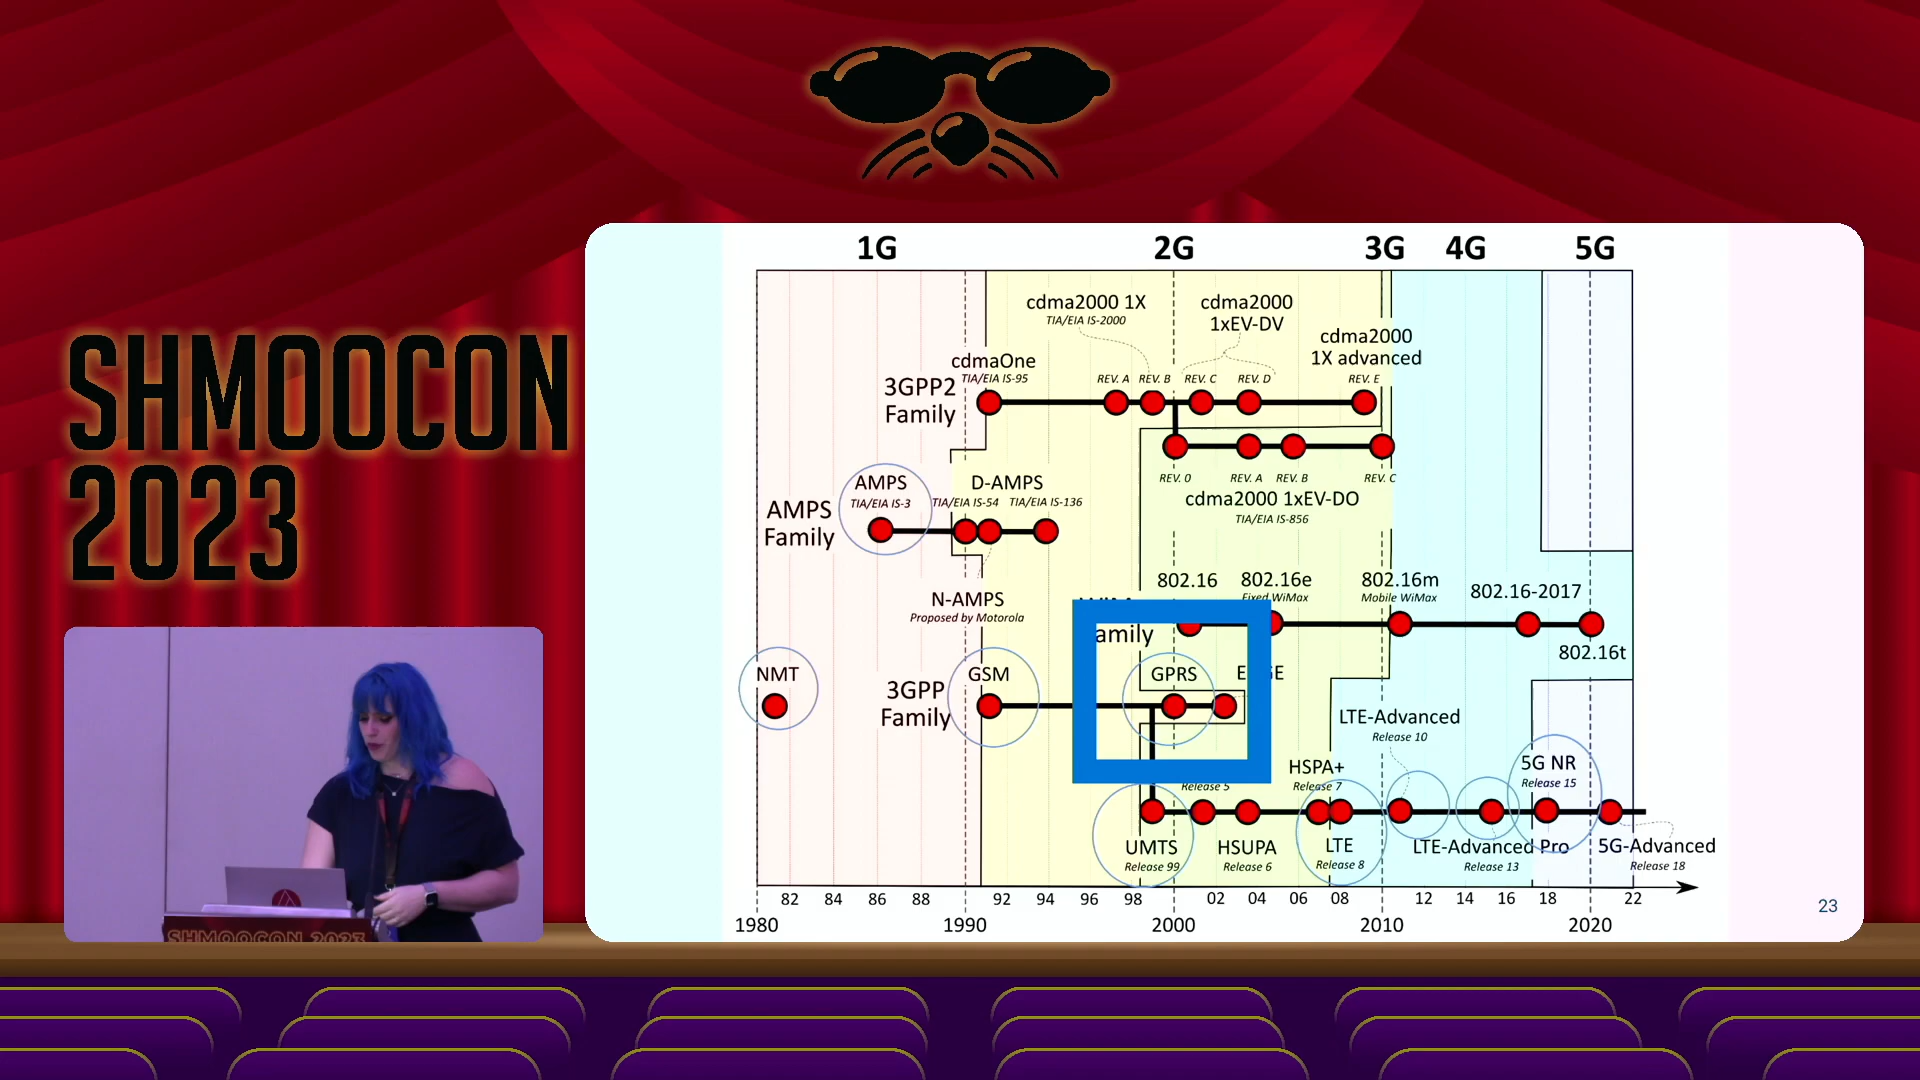 SHMOOCON
2023
1G 2G 3G 4G 5G
cdma2000 1X
TIA/EIA IS-2000
cdma2000
1xEV-DV
cdma2000
1X advanced
cdmaOne
TIA/EIA IS-95
REV. A REV. B REV. C REV. D REV. E
3GPP2
Family
REV. 0 REV. A REV. B REV. C
cdma2000 1xEV-DO
TIA/EIA IS-856
AMPS
TIA/EIA IS-3
D-AMPS
TIA/EIA IS-54 TIA/EIA IS-136
AMPS
Family
N-AMPS
Proposed by Motorola
802.16 802.16e 802.16m 802.16-2017
Fixed WiMax Mobile WiMax
amily
802.16t
NMT
3GPP
Family
GSM
GPRS
LTE-Advanced
Release 10
HSPA+
Release 7
Release 5
5G NR
Release 15
UMTS
Release 99
HSUPA
Release 6
LTE
Release 8
LTE-Advanced Pro
Release 13
5G-Advanced
Release 18
82 84 86 88 92 94 96 98 02 04 06 08 12 14 16 18 22
1980 1990 2000 2010 2020
23
SHMOOCON 2023